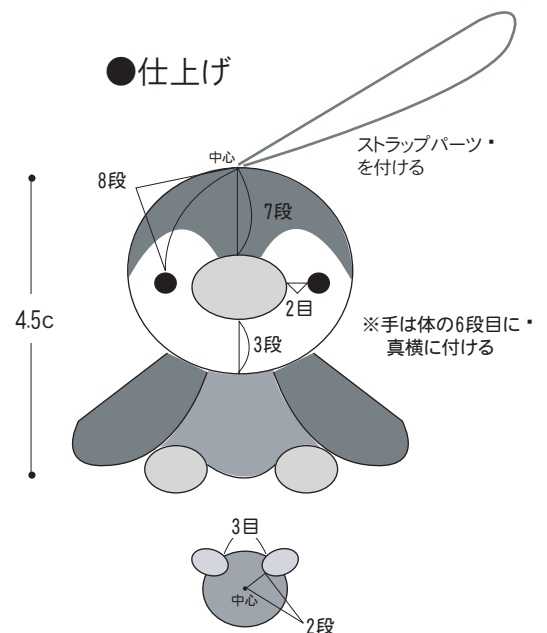 ●仕上げ
中心
ストラップパーツ
を付ける
8段
7段
2目
4.5c
※手は体の6段目に
真横に付ける
3段
3目
中心
2段